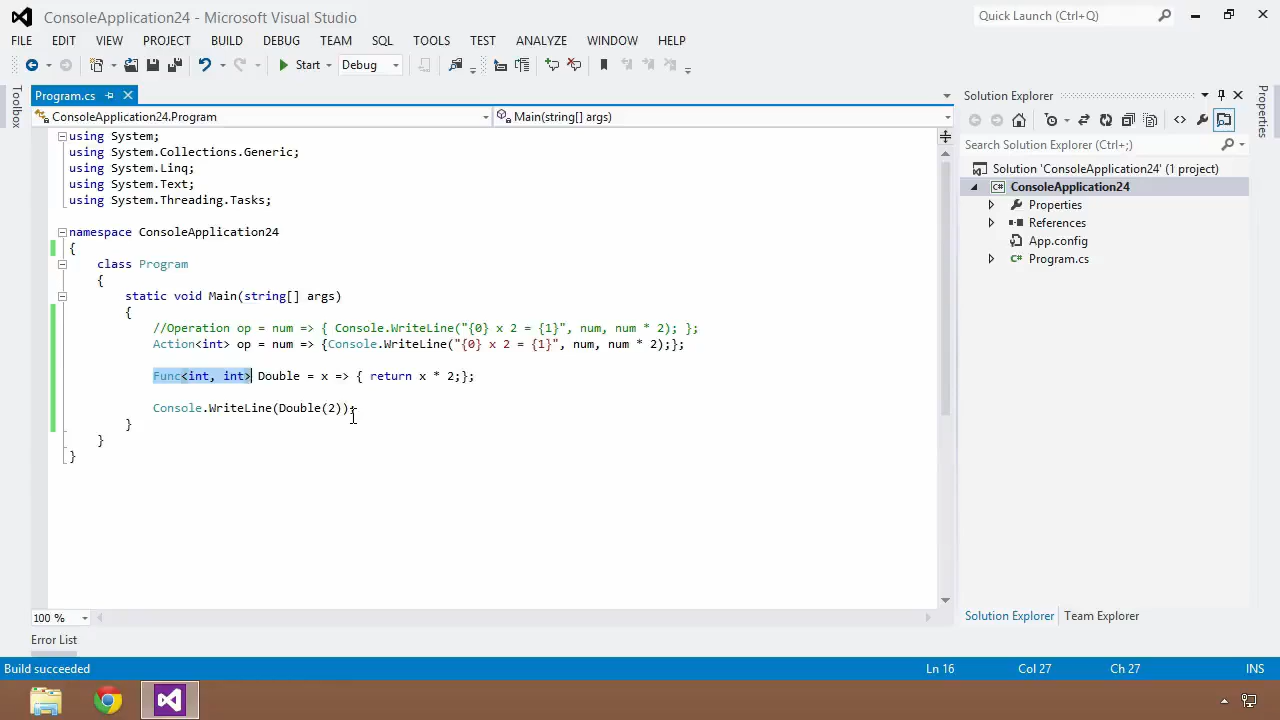 ConsoleApplication24 - Microsoft Visual Studio
Quick Launch (Ctrl+Q)
FILE EDIT VIEW PROJECT BUILD DEBUG TEAM SQL TOOLS TEST ANALYZE WINDOW HELP
Start Debug
Toolbox
Program.cs
ConsoleApplication24.Program
Main(string[] args)
using System;
using System.Collections.Generic;
using System.Linq;
using System.Text;
using System.Threading.Tasks;
namespace ConsoleApplication24
{
class Program
{
static void Main(string[] args)
{
//Operation op = num => { Console.WriteLine("{0} x 2 = {1}", num, num * 2); };
Action<int> op = num => {Console.WriteLine("{0} x 2 = {1}", num, num * 2);};
Func<int, int> Double = x => { return x * 2;};
Console.WriteLine(Double(2));
}
}
}
100 %
Error List
Solution Explorer
Search Solution Explorer (Ctrl+;)
Solution 'ConsoleApplication24' (1 project)
ConsoleApplication24
Properties
References
App.config
Program.cs
Solution Explorer Team Explorer
Properties
Build succeeded
Ln 16 Col 27 Ch 27 INS